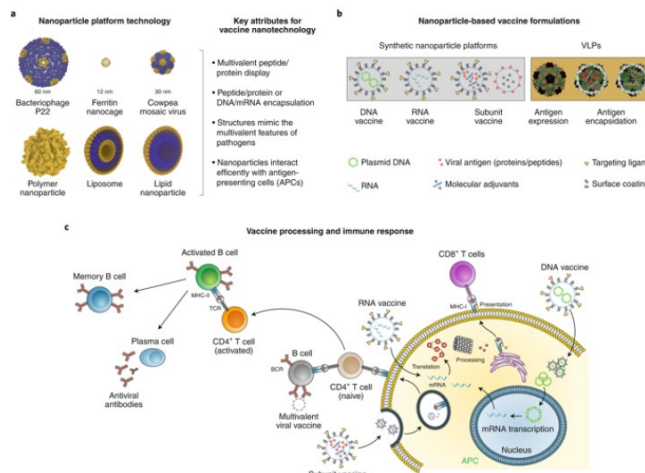 a
Nanoparticle platform technology
60 nm
12 nm
30 nm
Bacteriophage
P22
Ferritin
nanocage
Cowpea
mosaic virus
Polymer
nanoparticle
Liposome
Lipid
nanoparticle
Key attributes for
vaccine nanotechnology
• Multivalent peptide/
protein display
• Peptide/protein or
DNA/mRNA encapsulation
• Structures mimic the
multivalent features of
pathogens
• Nanoparticles interact
efficently with antigen-
presenting cells (APCs)
b
Nanoparticle-based vaccine formulations
Synthetic nanoparticle platforms
VLPs
DNA
vaccine
RNA
vaccine
Subunit
vaccine
Antigen
expression
Antigen
encapsidation
Plasmid DNA
Viral antigen (proteins/peptides)
Targeting ligan
RNA
Molecular adjuvants
Surface coatin
c
Vaccine processing and immune response
Activated B cell
Memory B cell
MHC-II
TCR
CD4+ T cell
(activated)
Plasma cell
Antiviral
antibodies
B cell
BCR
CD4+ T cell
(naive)
Multivalent
viral vaccine
RNA vaccine
CD8+ T cells
MHC-I
Presentation
DNA vaccine
Translation
Processing
mRNA
mRNA transcription
Nucleus
APC